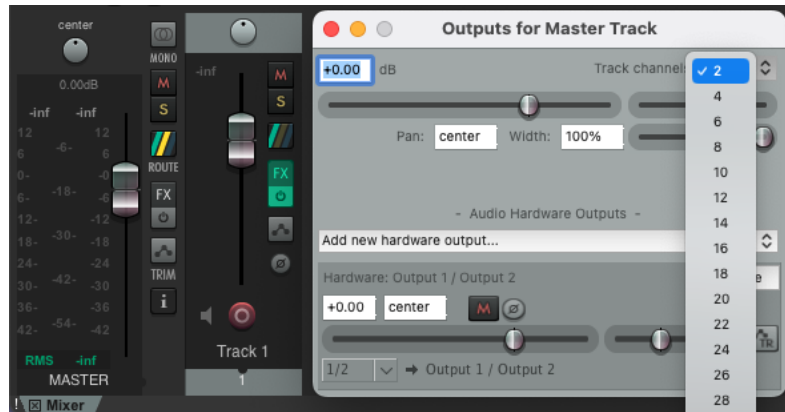 center
MONO
0.00dB
-inf -inf
12 12
6 -6- 6
0- -0
6- -18- -6
12- -12
18- -30- -18
24- -24
30- -42- -30
36- -36
42- -54- -42
RMS -inf
MASTER
M
S
ROUTE
FX
TRIM
i
-inf
M
S
FX
Track 1
1
! Mixer
Outputs for Master Track
+0.00 dB Track channel
Pan: center Width: 100%
- Audio Hardware Outputs -
Add new hardware output...
Hardware: Output 1 / Output 2
+0.00 center M
TR
1/2 Output 1 / Output 2
✓ 2
4
6
8
10
12
14
16
18
20
22
24
26
28